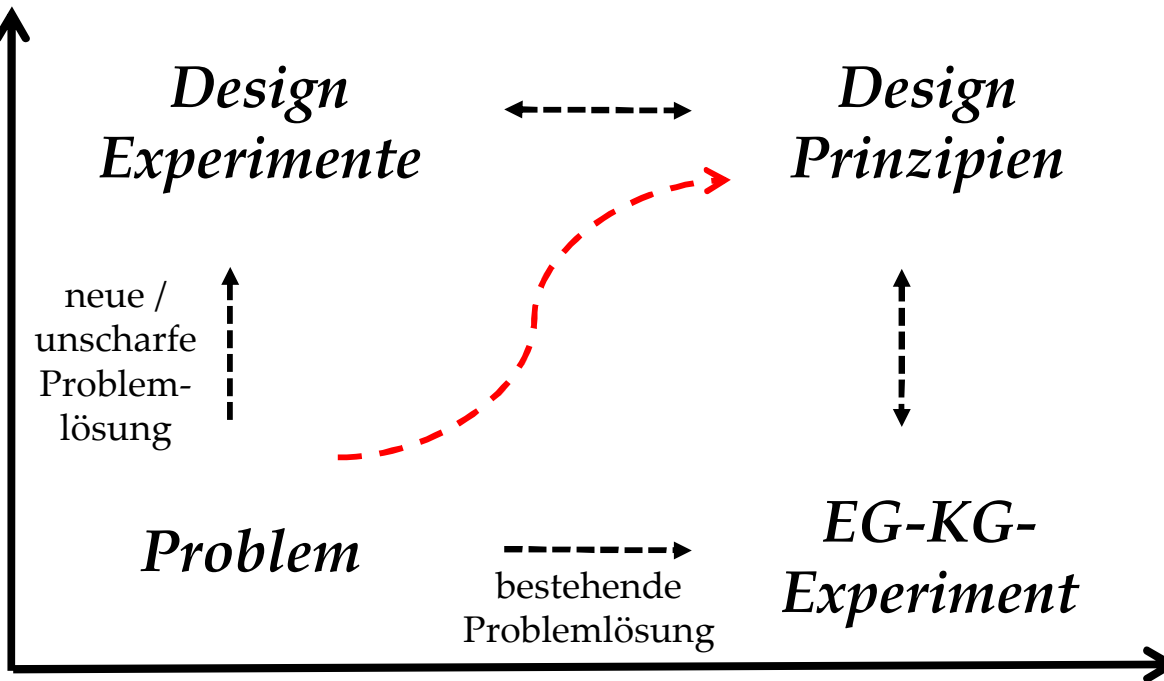 Design
Experimente
Design
Prinzipien
neue /
unscharfe
Problem-
lösung
Problem
bestehende
Problemlösung
EG-KG-
Experiment